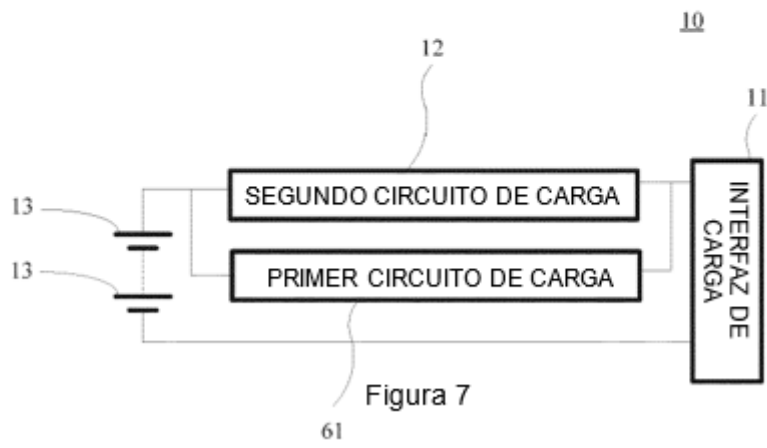 10
12
11
13
SEGUNDO CIRCUITO DE CARGA
INTERFAZ DE
CARGA
13
PRIMER CIRCUITO DE CARGA
Figura 7
61